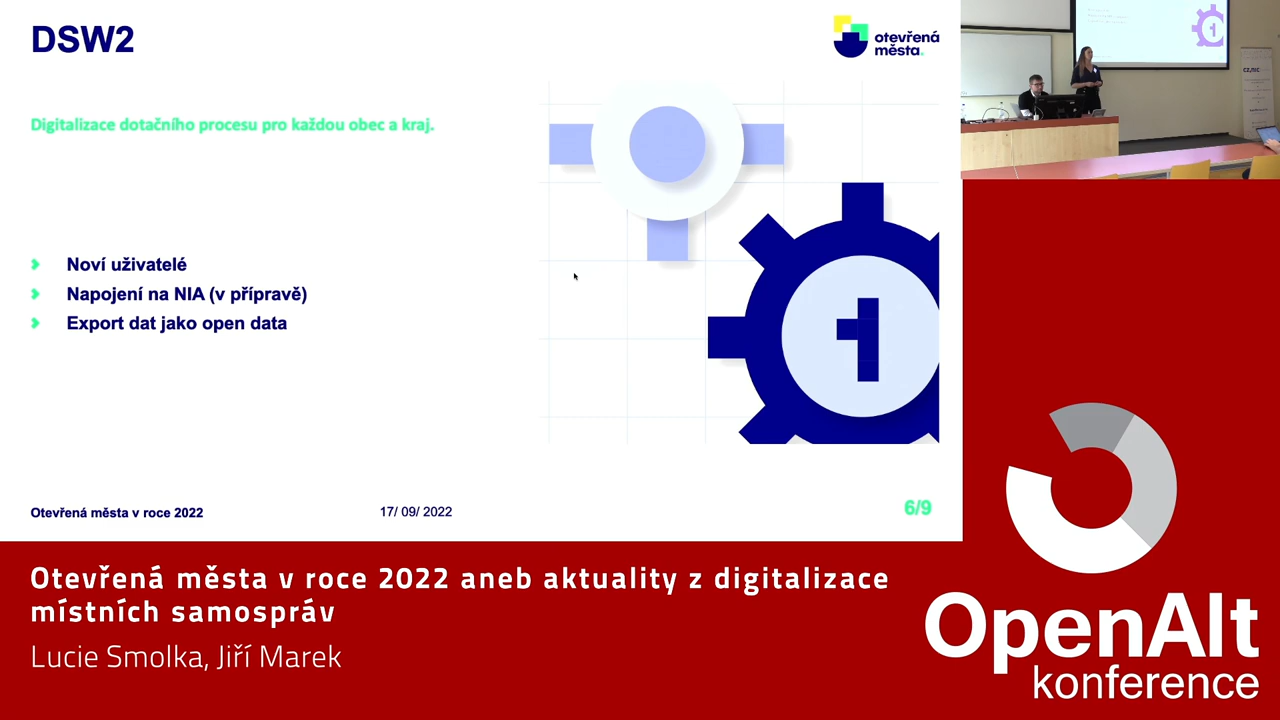 DSW2
otevřená
města.
Digitalizace dotačního procesu pro každou obec a kraj.
Noví uživatelé
Napojení na NIA (v přípravě)
Export dat jako open data
Otevřená města v roce 2022
17/ 09/ 2022
6/9
CZ.NIC
Otevřená města v roce 2022 aneb aktuality z digitalizace
místních samospráv
Lucie Smolka, Jiří Marek
OpenAlt
konference